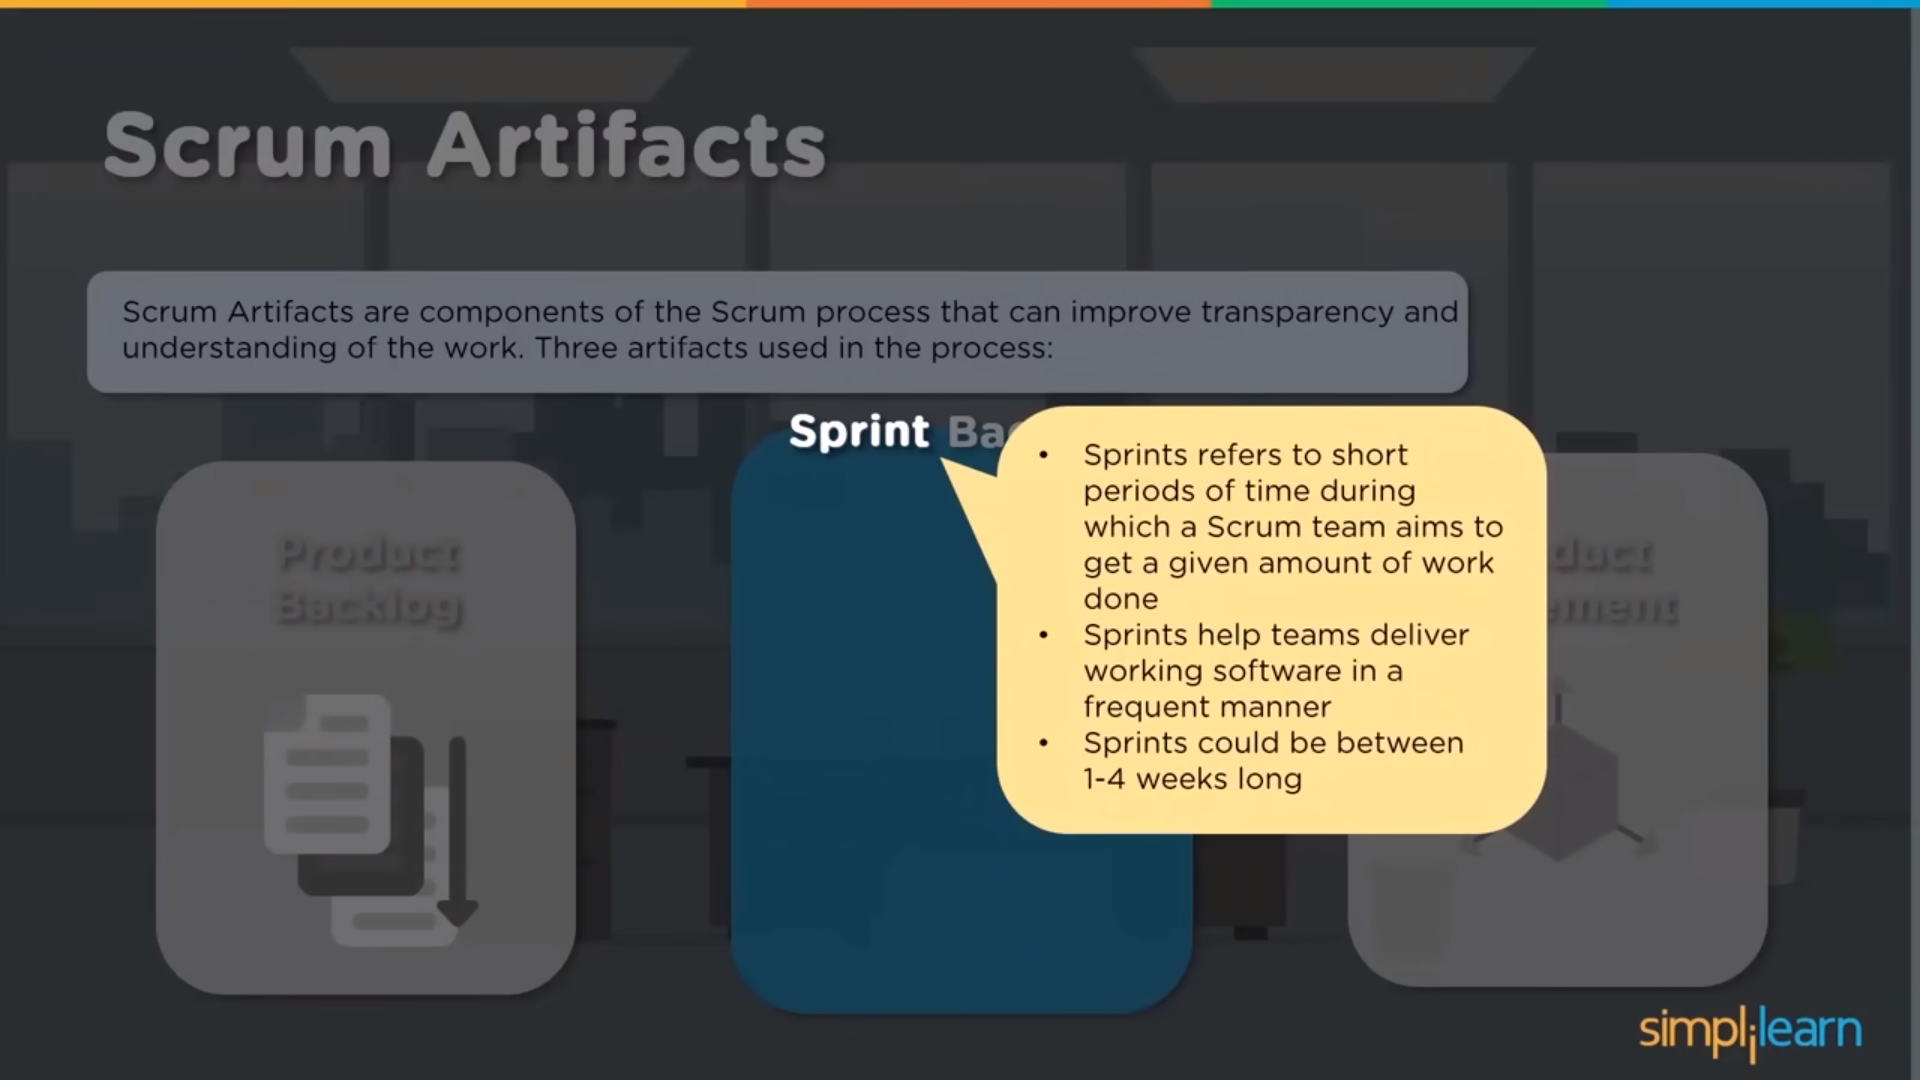 Scrum Artifacts
Scrum Artifacts are components of the Scrum process that can improve transparency and
understanding of the work. Three artifacts used in the process:
Product
Backlog
Sprint Bac
• Sprints refers to short
periods of time during
which a Scrum team aims to
get a given amount of work
done
• Sprints help teams deliver
working software in a
frequent manner
• Sprints could be between
1-4 weeks long
duct
ement
simplilearn